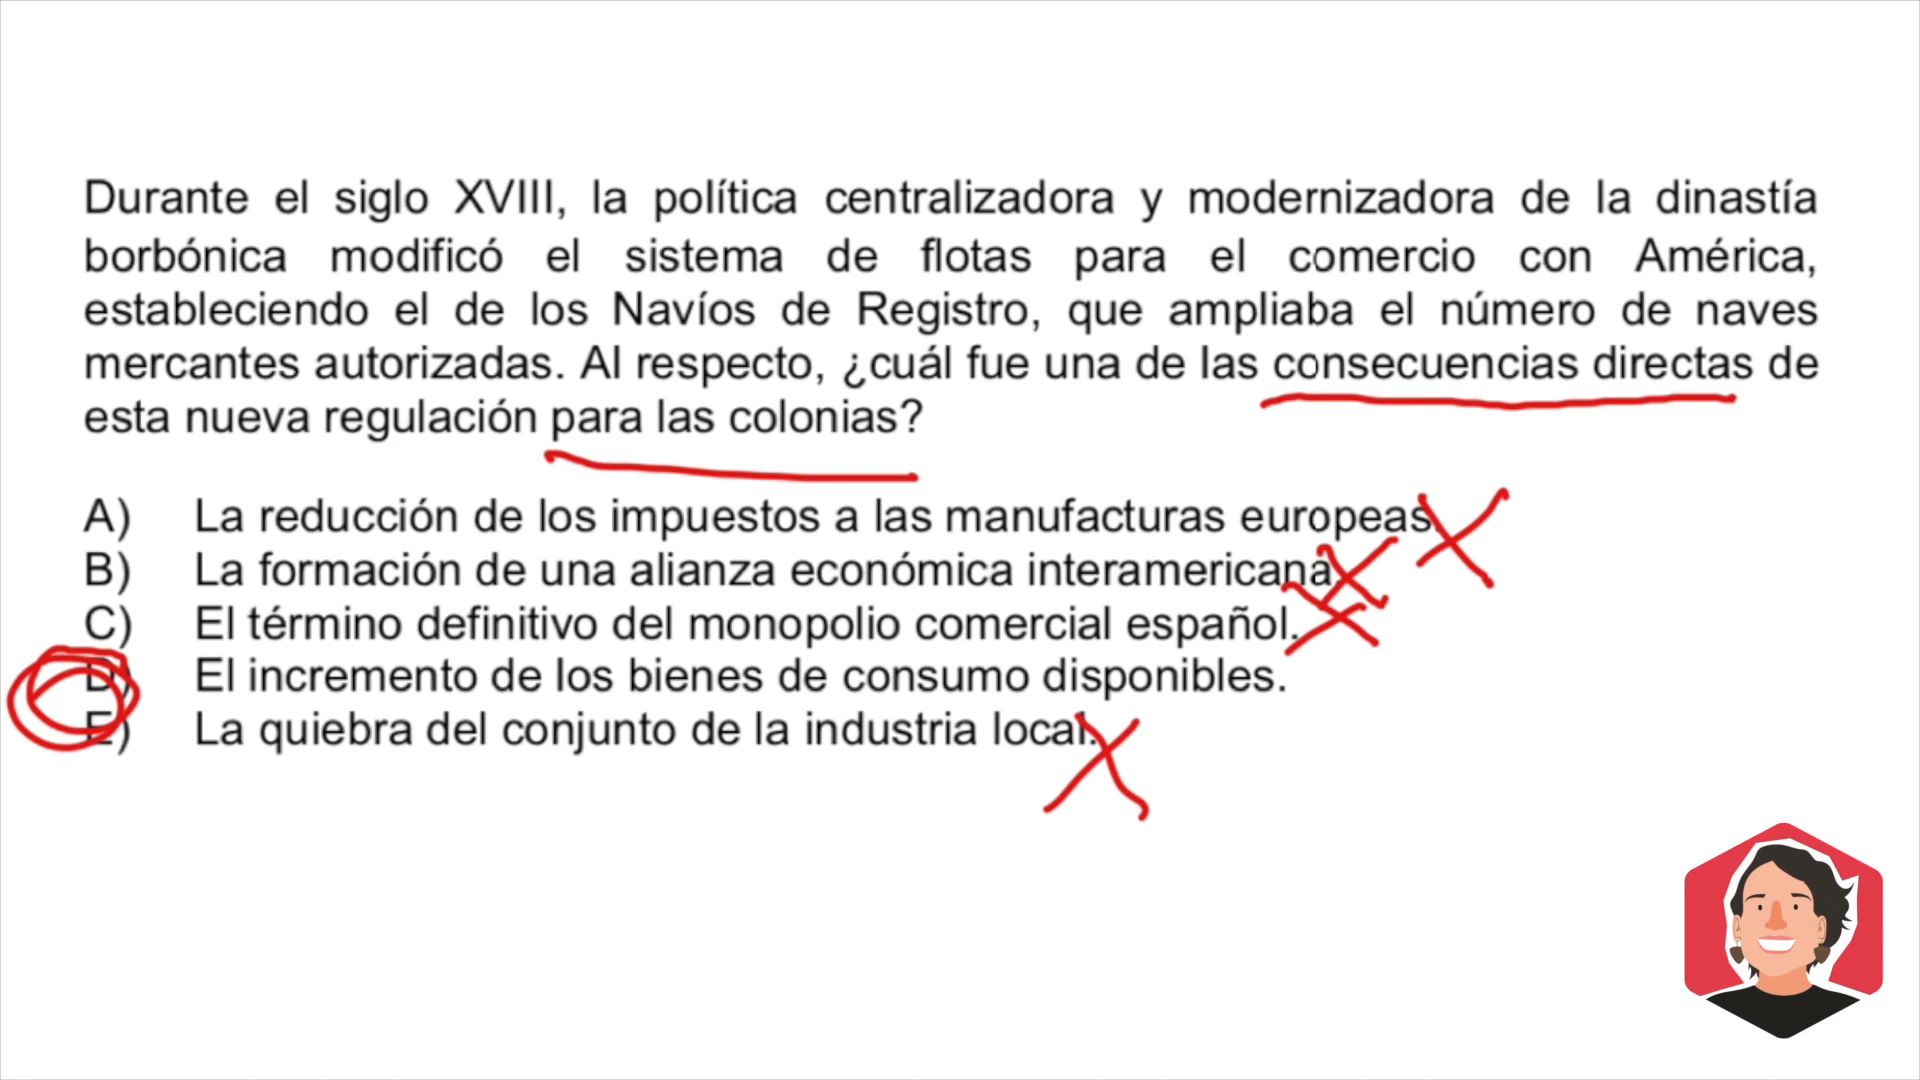 Durante el siglo XVIII, la política centralizadora y modernizadora de la dinastía
borbónica modificó el sistema de flotas para el comercio con América,
estableciendo el de los Navíos de Registro, que ampliaba el número de naves
mercantes autorizadas. Al respecto, ¿cuál fue una de las consecuencias directas de
esta nueva regulación para las colonias?
A) La reducción de los impuestos a las manufacturas europeas.
B) La formación de una alianza económica interamericana.
C) El término definitivo del monopolio comercial español.
D) El incremento de los bienes de consumo disponibles.
E) La quiebra del conjunto de la industria local.